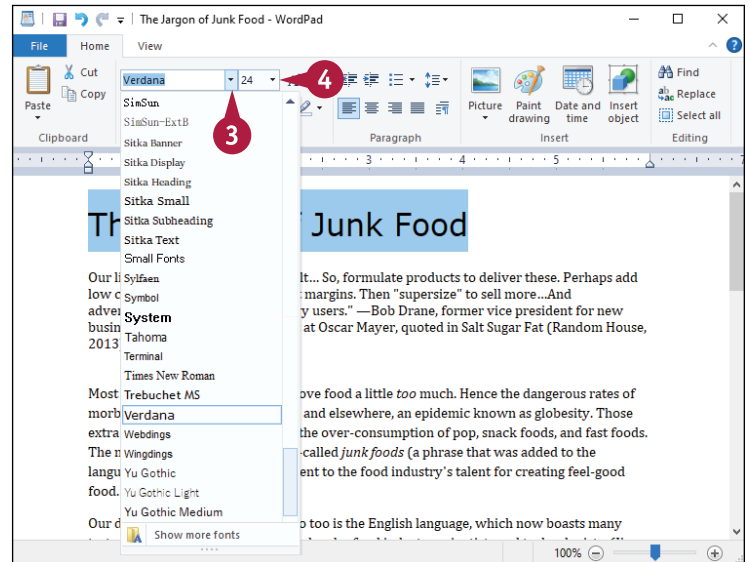 The Jargon of Junk Food - WordPad
File Home View
Cut
Copy
Paste
Clipboard
Verdana 24
4
3
Paragraph
Picture
Paint drawing
Date and time
Insert object
Insert
Find
Replace
Select all
Editing
3 4 5 7
SimSun
SimSun-ExtB
Sitka Banner
Sitka Display
Sitka Heading
Sitka Small
Sitka Subheading
Sitka Text
Small Fonts
Sylfaen
Symbol
System
Tahoma
Terminal
Times New Roman
Trebuchet MS
Verdana
Webdings
Wingdings
Yu Gothic
Yu Gothic Light
Yu Gothic Medium
Show more fonts
Junk Food
Our lt... So, formulate products to deliver these. Perhaps add
low margins. Then "supersize" to sell more...And
users." —Bob Drane, former vice president for new
at Oscar Mayer, quoted in Salt Sugar Fat (Random House,
2013
Most ove food a little too much. Hence the dangerous rates of
and elsewhere, an epidemic known as globesity. Those
extra the over-consumption of pop, snack foods, and fast foods.
The -called junk foods (a phrase that was added to the
ent to the food industry's talent for creating feel-good
food.
Our too is the English language, which now boasts many
100%